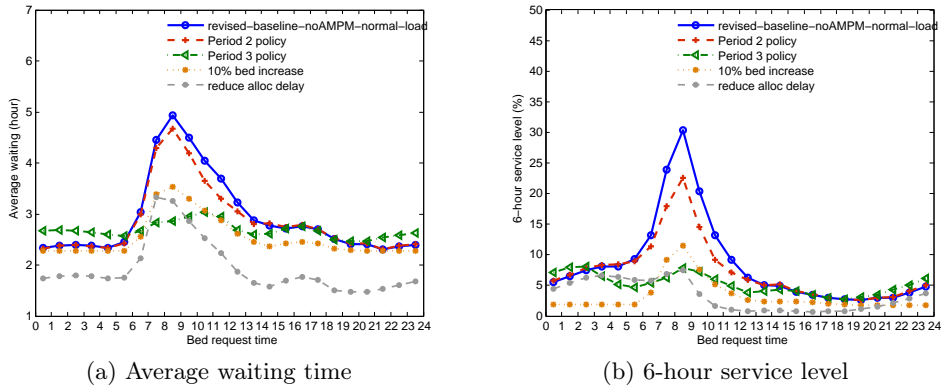 7
6
5
4
3
2
1
Average waiting (hour)
revised−baseline−noAMPM−normal−load
Period 2 policy
Period 3 policy
10% bed increase
reduce alloc delay
0 1 2 3 4 5 6 7 8 9 10 11 12 13 14 15 16 17 18 19 20 21 22 23 24
Bed request time
(a) Average waiting time
50
45
40
35
30
25
20
15
10
5
0
6−hour service level (%)
revised−baseline−noAMPM−normal−load
Period 2 policy
Period 3 policy
10% bed increase
reduce alloc delay
0 1 2 3 4 5 6 7 8 9 10 11 12 13 14 15 16 17 18 19 20 21 22 23 24
Bed request time
(b) 6-hour service level